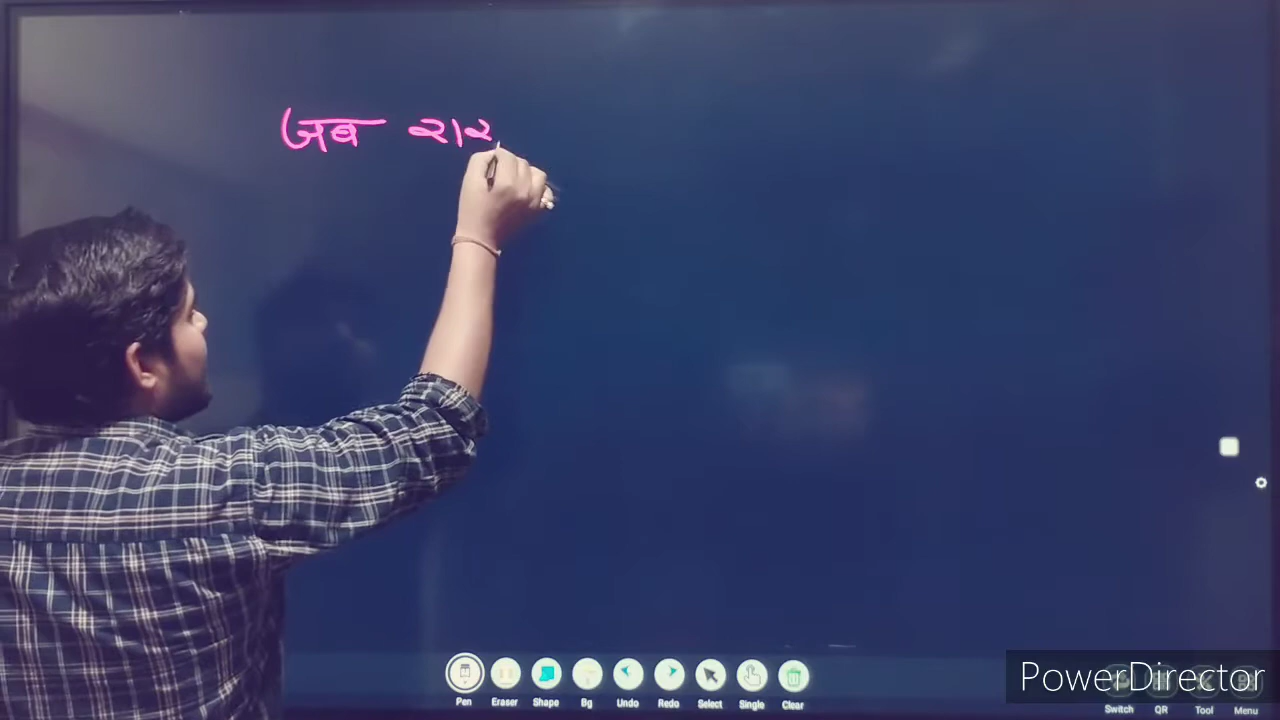 जब रार
Pen Eraser Shape Bg Undo Redo Select Single Clear
Switch QR Tool Menu
PowerDirector